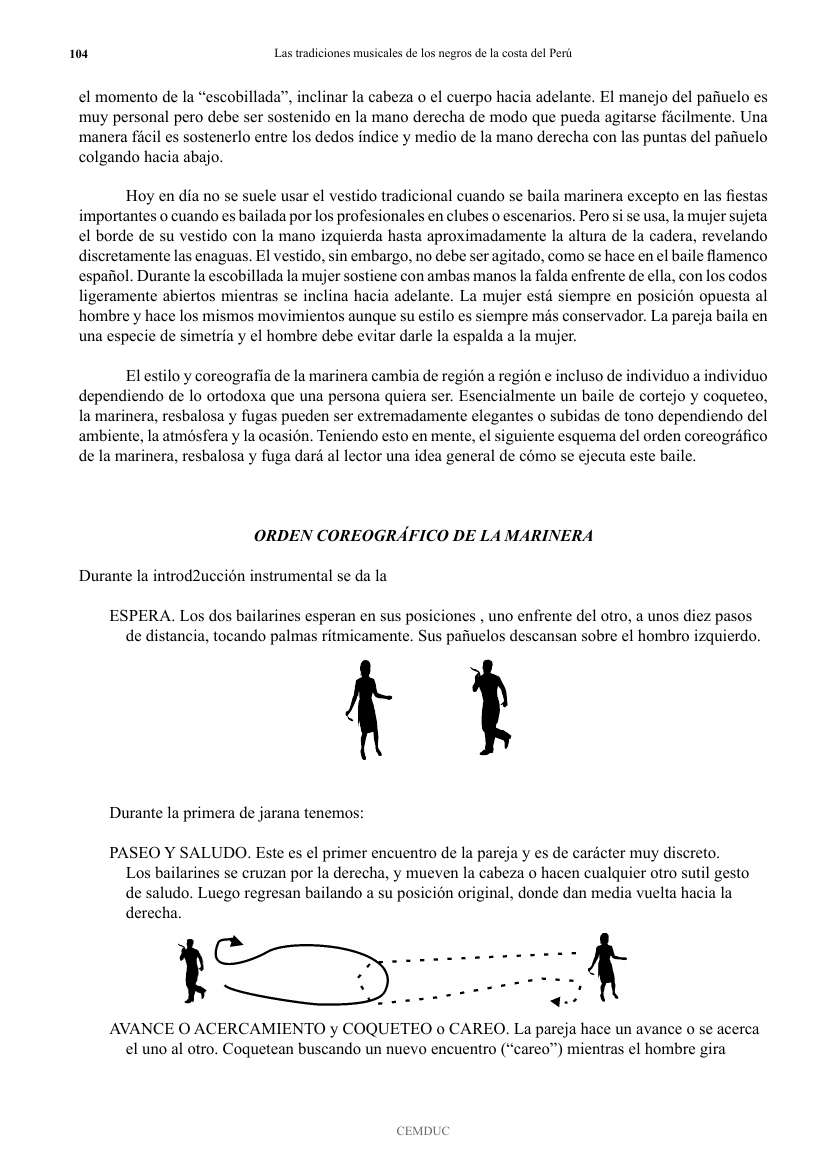 104
Las tradiciones musicales de los negros de la costa del Perú
el momento de la “escobillada”, inclinar la cabeza o el cuerpo hacia adelante. El manejo del pañuelo es
muy personal pero debe ser sostenido en la mano derecha de modo que pueda agitarse fácilmente. Una
manera fácil es sostenerlo entre los dedos índice y medio de la mano derecha con las puntas del pañuelo
colgando hacia abajo.
Hoy en día no se suele usar el vestido tradicional cuando se baila marinera excepto en las fiestas
importantes o cuando es bailada por los profesionales en clubes o escenarios. Pero si se usa, la mujer sujeta
el borde de su vestido con la mano izquierda hasta aproximadamente la altura de la cadera, revelando
discretamente las enaguas. El vestido, sin embargo, no debe ser agitado, como se hace en el baile flamenco
español. Durante la escobillada la mujer sostiene con ambas manos la falda enfrente de ella, con los codos
ligeramente abiertos mientras se inclina hacia adelante. La mujer está siempre en posición opuesta al
hombre y hace los mismos movimientos aunque su estilo es siempre más conservador. La pareja baila en
una especie de simetría y el hombre debe evitar darle la espalda a la mujer.
El estilo y coreografía de la marinera cambia de región a región e incluso de individuo a individuo
dependiendo de lo ortodoxa que una persona quiera ser. Esencialmente un baile de cortejo y coqueteo,
la marinera, resbalosa y fugas pueden ser extremadamente elegantes o subidas de tono dependiendo del
ambiente, la atmósfera y la ocasión. Teniendo esto en mente, el siguiente esquema del orden coreográfico
de la marinera, resbalosa y fuga dará al lector una idea general de cómo se ejecuta este baile.
ORDEN COREOGRÁFICO DE LA MARINERA
Durante la introd2ucción instrumental se da la
ESPERA. Los dos bailarines esperan en sus posiciones , uno enfrente del otro, a unos diez pasos
de distancia, tocando palmas rítmicamente. Sus pañuelos descansan sobre el hombro izquierdo.
Durante la primera de jarana tenemos:
PASEO Y SALUDO. Este es el primer encuentro de la pareja y es de carácter muy discreto.
Los bailarines se cruzan por la derecha, y mueven la cabeza o hacen cualquier otro sutil gesto
de saludo. Luego regresan bailando a su posición original, donde dan media vuelta hacia la
derecha.
AVANCE O ACERCAMIENTO y COQUETEO o CAREO. La pareja hace un avance o se acerca
el uno al otro. Coquetean buscando un nuevo encuentro (“careo”) mientras el hombre gira
CEMDUC